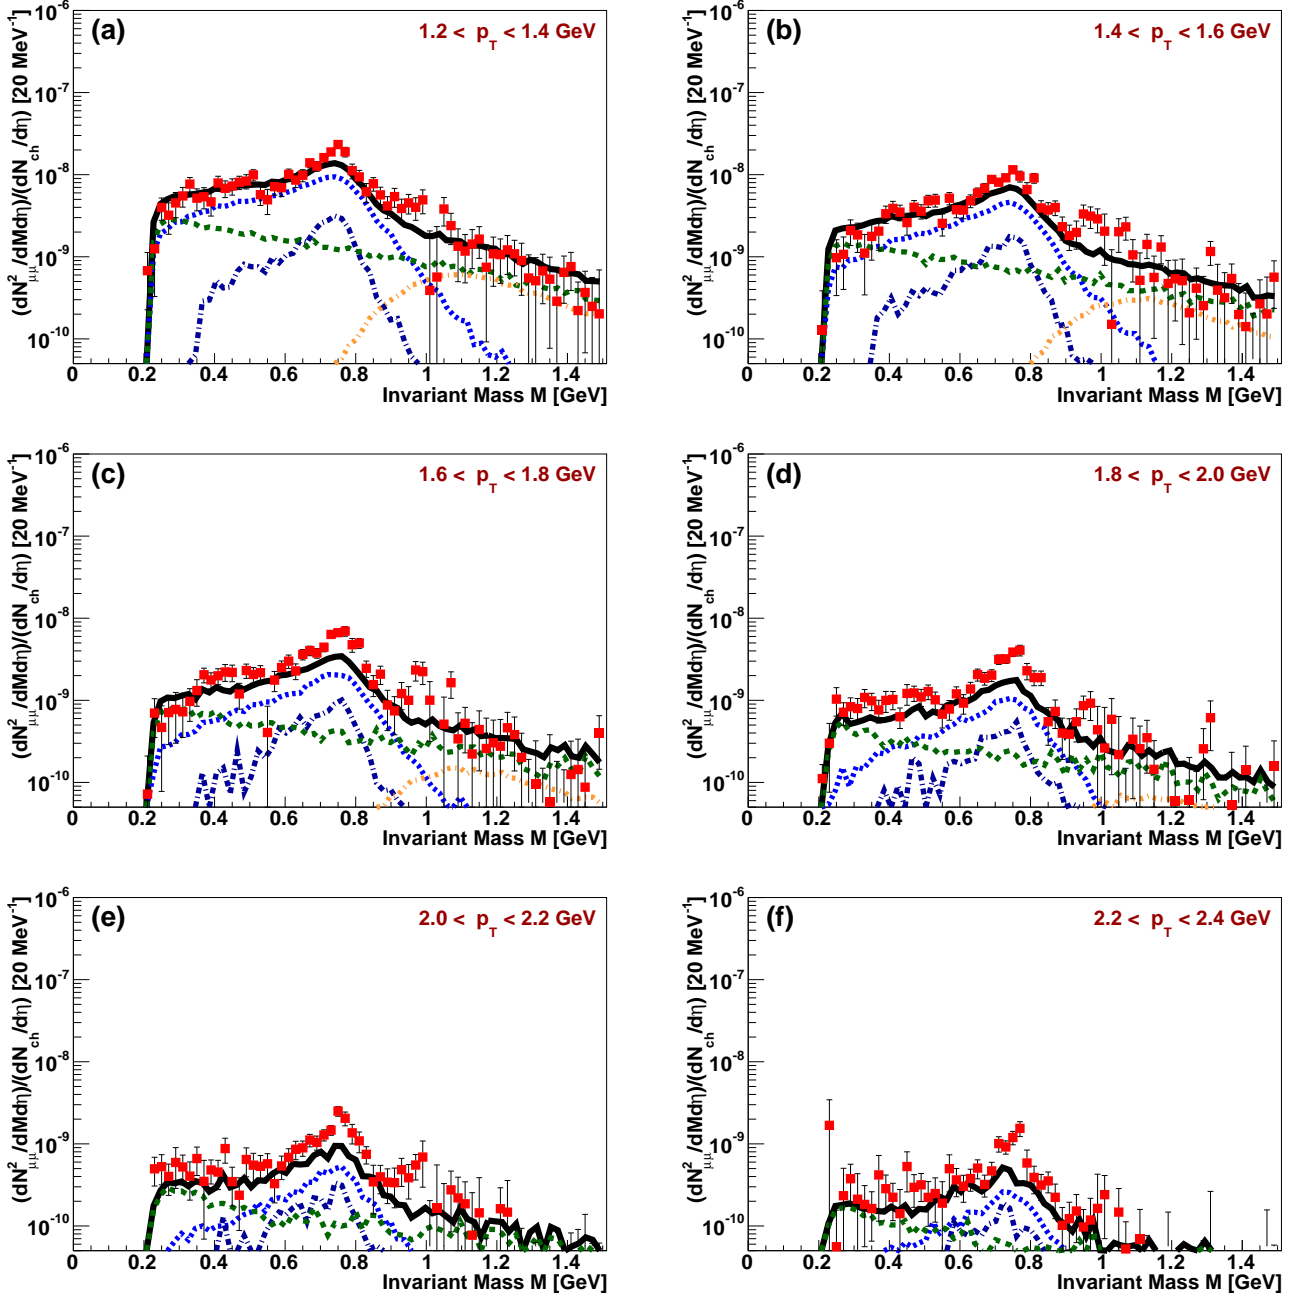 (a) 1.2 < p_T < 1.4 GeV
(dN²_μμ/dMdη)/(dN_ch/dη) [20 MeV⁻¹]
10⁻⁶
10⁻⁷
10⁻⁸
10⁻⁹
10⁻¹⁰
0 0.2 0.4 0.6 0.8 1 1.2 1.4
Invariant Mass M [GeV]
(b) 1.4 < p_T < 1.6 GeV
(dN²_μμ/dMdη)/(dN_ch/dη) [20 MeV⁻¹]
10⁻⁶
10⁻⁷
10⁻⁸
10⁻⁹
10⁻¹⁰
0 0.2 0.4 0.6 0.8 1 1.2 1.4
Invariant Mass M [GeV]
(c) 1.6 < p_T < 1.8 GeV
(dN²_μμ/dMdη)/(dN_ch/dη) [20 MeV⁻¹]
10⁻⁶
10⁻⁷
10⁻⁸
10⁻⁹
10⁻¹⁰
0 0.2 0.4 0.6 0.8 1 1.2 1.4
Invariant Mass M [GeV]
(d) 1.8 < p_T < 2.0 GeV
(dN²_μμ/dMdη)/(dN_ch/dη) [20 MeV⁻¹]
10⁻⁶
10⁻⁷
10⁻⁸
10⁻⁹
10⁻¹⁰
0 0.2 0.4 0.6 0.8 1 1.2 1.4
Invariant Mass M [GeV]
(e) 2.0 < p_T < 2.2 GeV
(dN²_μμ/dMdη)/(dN_ch/dη) [20 MeV⁻¹]
10⁻⁶
10⁻⁷
10⁻⁸
10⁻⁹
10⁻¹⁰
0 0.2 0.4 0.6 0.8 1 1.2 1.4
Invariant Mass M [GeV]
(f) 2.2 < p_T < 2.4 GeV
(dN²_μμ/dMdη)/(dN_ch/dη) [20 MeV⁻¹]
10⁻⁶
10⁻⁷
10⁻⁸
10⁻⁹
10⁻¹⁰
0 0.2 0.4 0.6 0.8 1 1.2 1.4
Invariant Mass M [GeV]